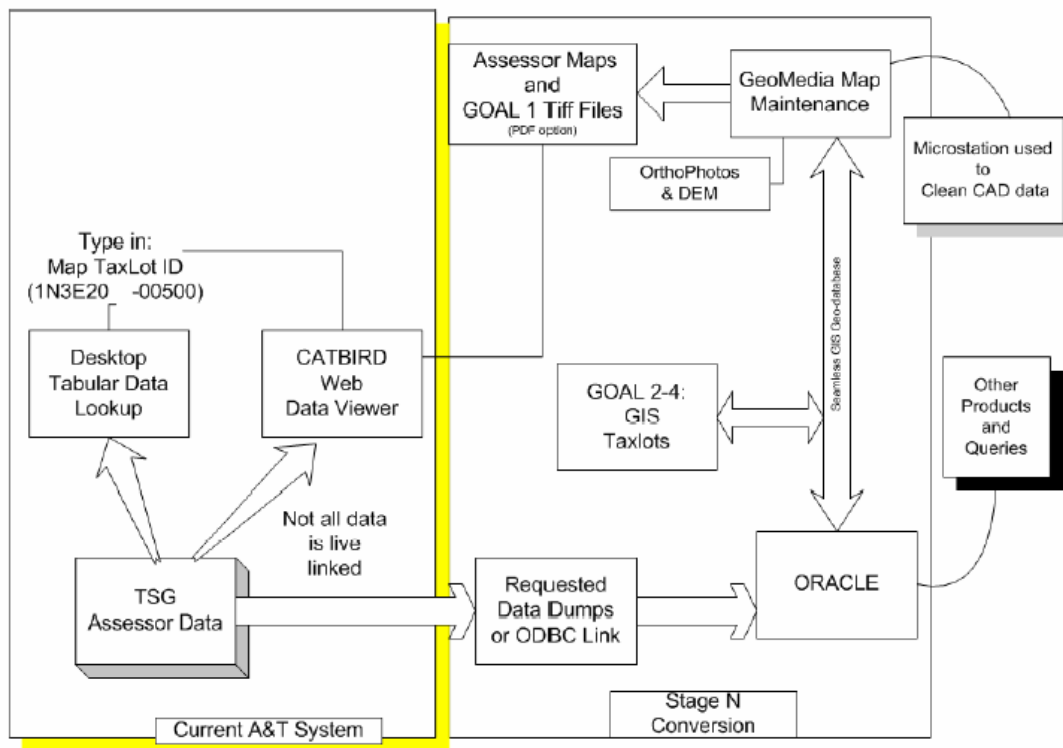 Assessor Maps
and
GOAL 1 Tiff Files
(PDF option)
GeoMedia Map
Maintenance
Microstation used
to
Clean CAD data
OrthoPhotos
& DEM
Type in:
Map TaxLot ID
(1N3E20 -00500)
Desktop
Tabular Data
Lookup
CATBIRD
Web
Data Viewer
Seamless GIS Geo-database
GOAL 2-4:
GIS
Taxlots
Other
Products
and
Queries
Not all data
is live
linked
TSG
Assessor Data
Requested
Data Dumps
or ODBC Link
ORACLE
Current A&T System
Stage N
Conversion